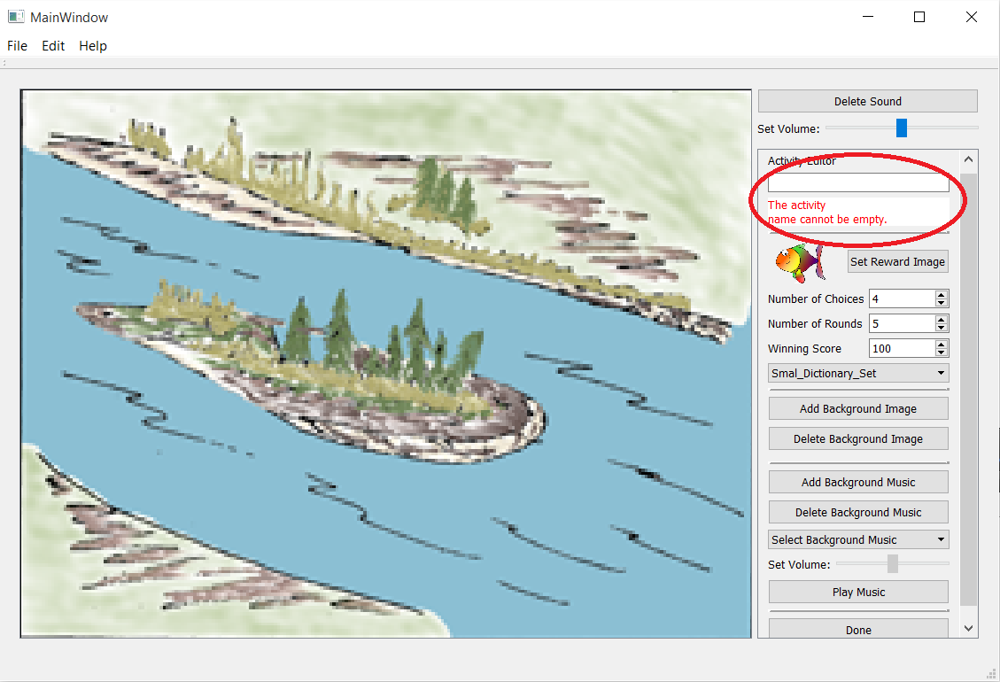 MainWindow
File Edit Help
Delete Sound
Set Volume:
Activity Editor
The activity
name cannot be empty.
Set Reward Image
Number of Choices 4
Number of Rounds 5
Winning Score 100
Smal_Dictionary_Set
Add Background Image
Delete Background Image
Add Background Music
Delete Background Music
Select Background Music
Set Volume:
Play Music
Done